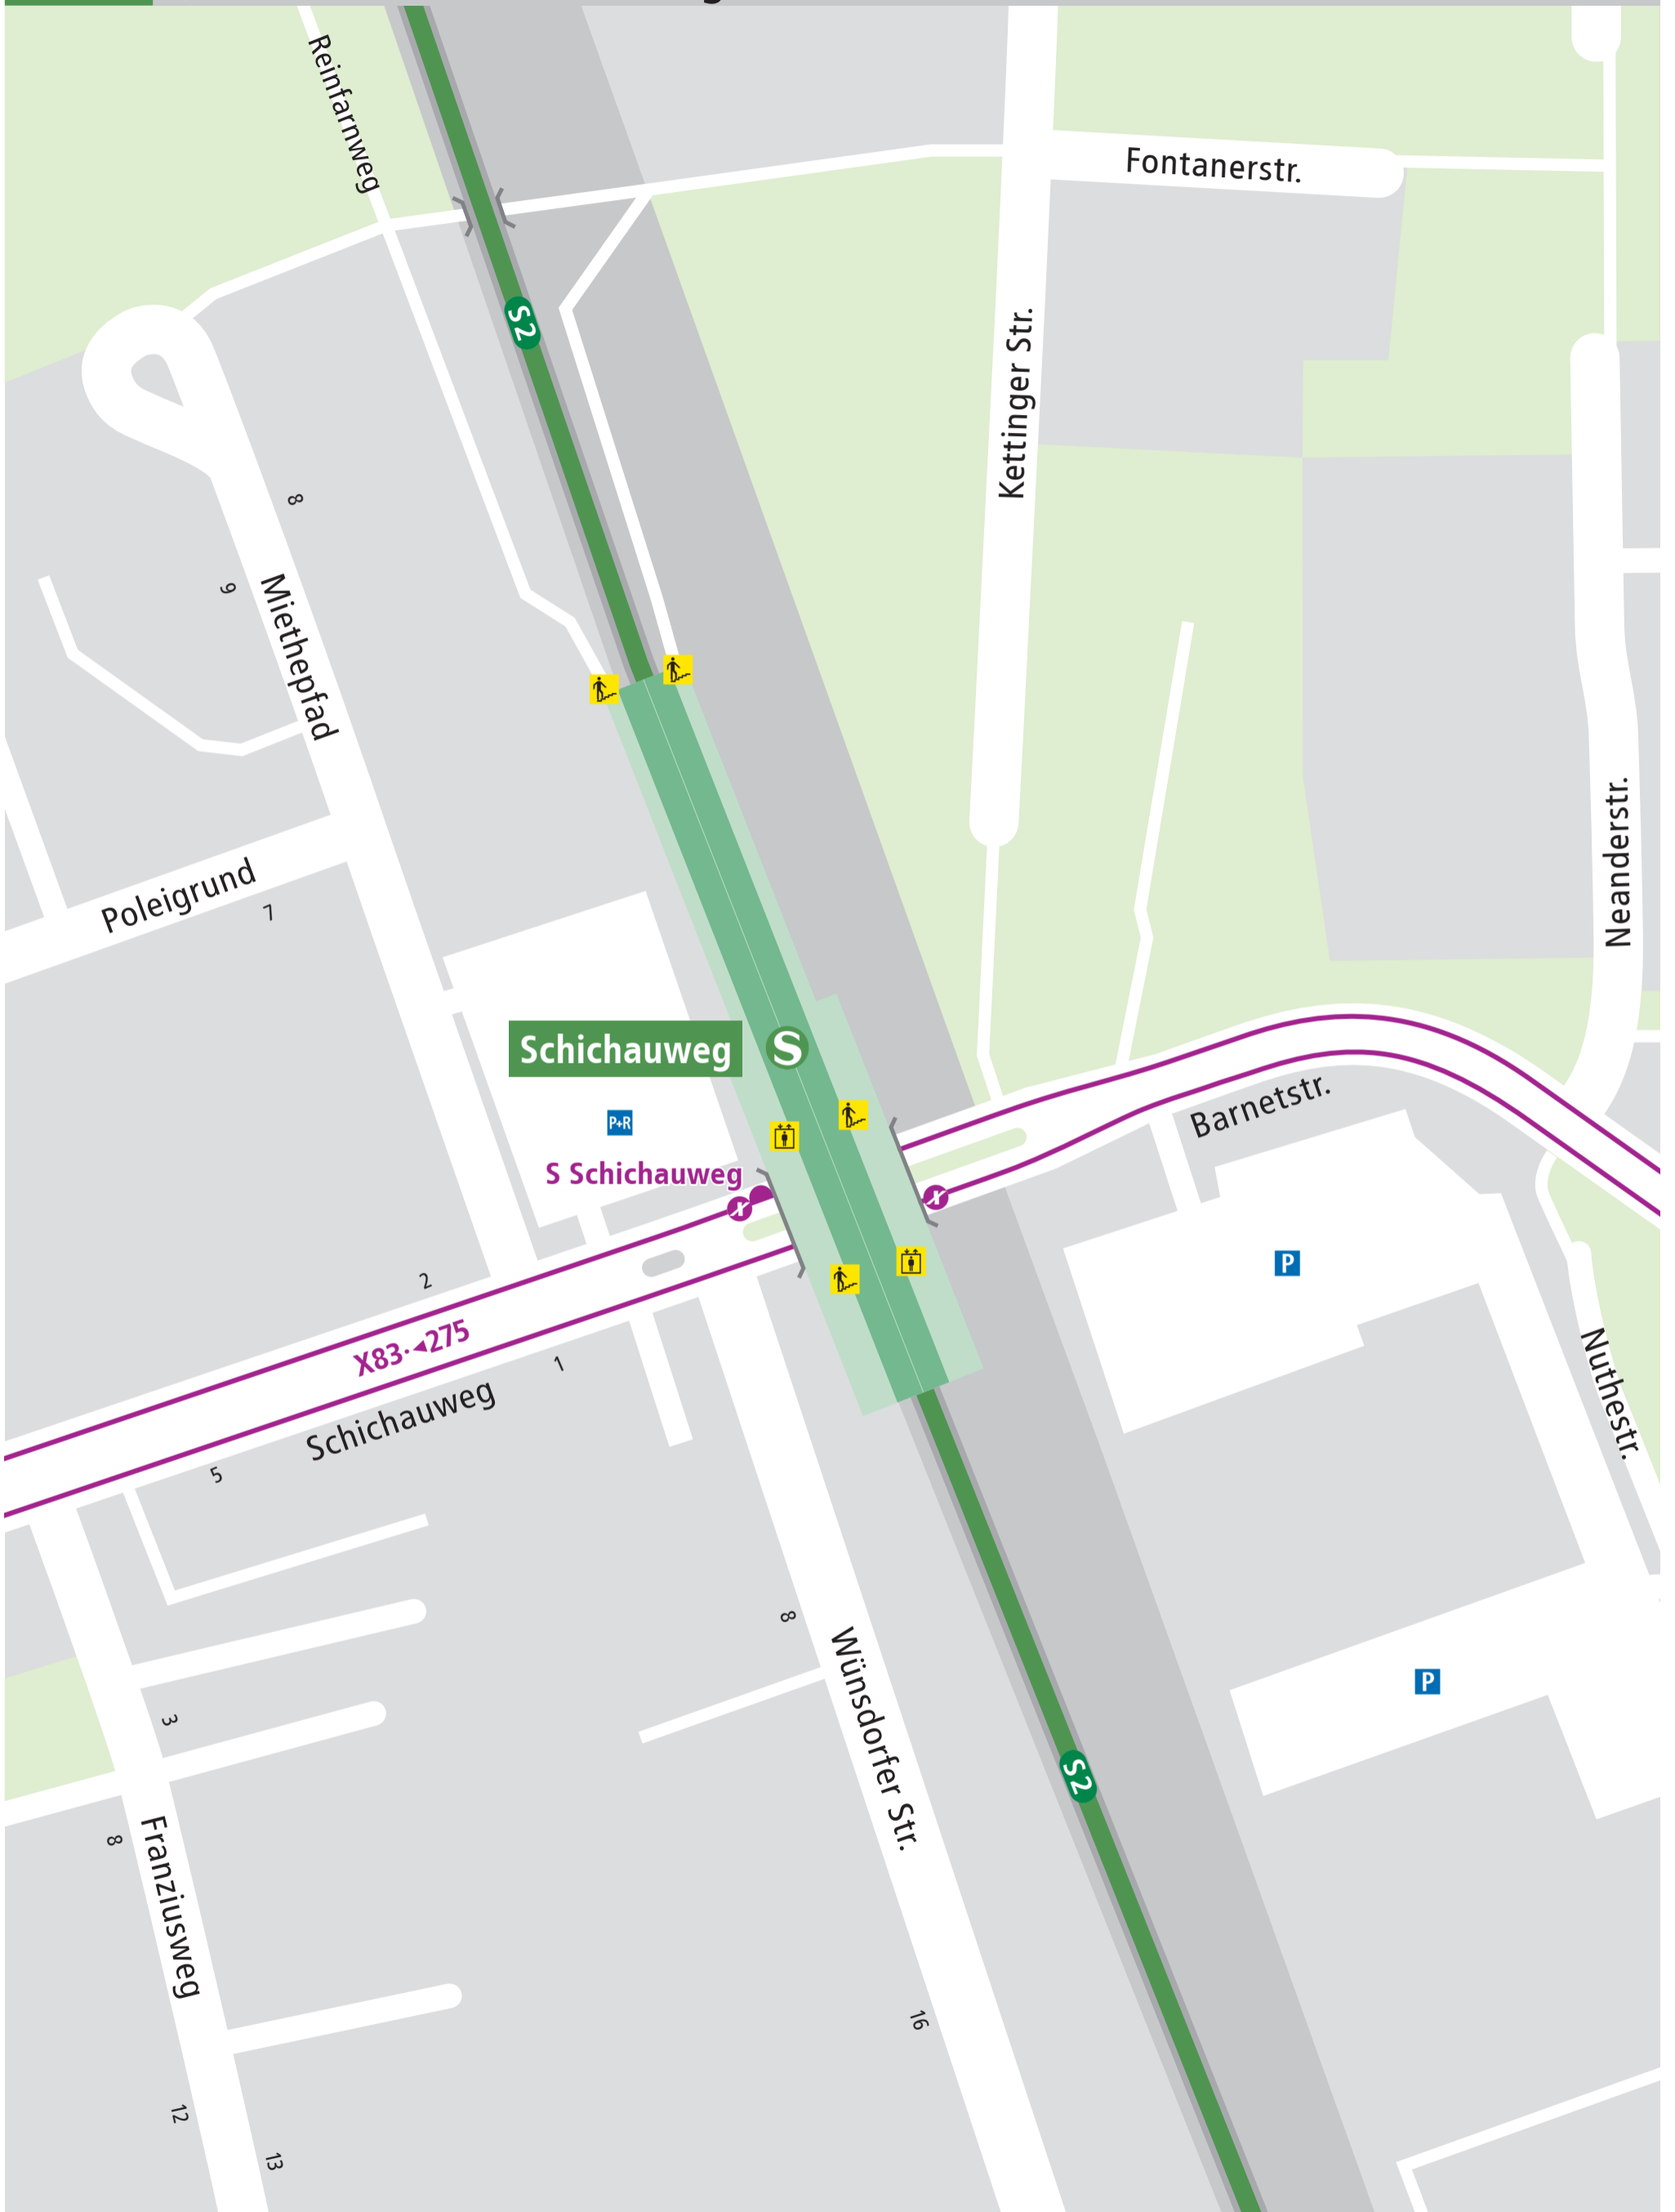 Reinfarnweg
Fontanerstr.
S2
Kettinger Str.
8
9
Miethepfad
Neanderstr.
Poleigrund
7
Schichauweg
S
Barnetstr.
P+R
S Schichauweg
X
X
P
2
X83·◄275
1
Schichauweg
5
Nuthestr.
8
Wünsdorfer Str.
P
3
S2
8
Franziusweg
16
12
13